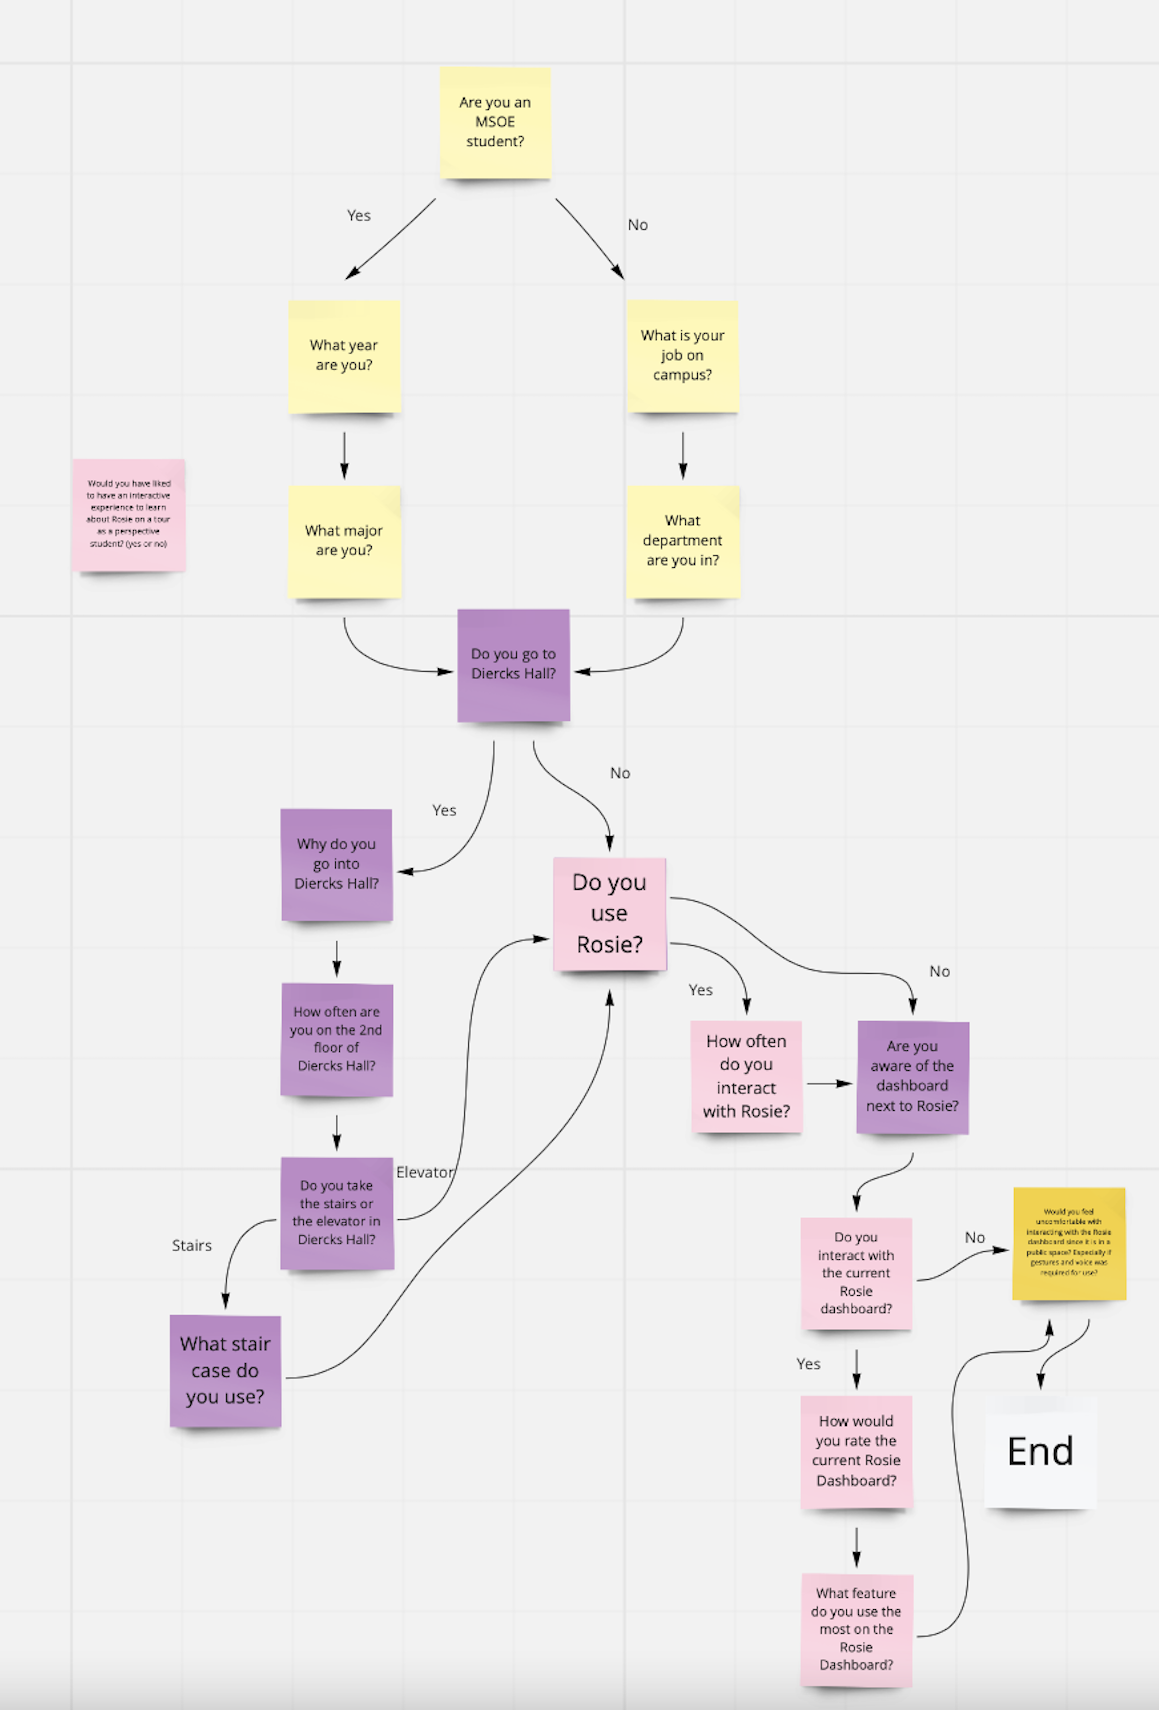 Are you an
MSOE
student?
Yes
No
What year
are you?
What is your
job on
campus?
Would you have liked
to have an interactive
experience to learn
about Rosie on a tour
as a perspective
student? (yes or no)
What major
are you?
What
department
are you in?
Do you go to
Diercks Hall?
No
Yes
Why do you
go into
Diercks Hall?
Do you
use
Rosie?
No
Yes
How often are
you on the 2nd
floor of
Diercks Hall?
How often
do you
interact
with Rosie?
Are you
aware of the
dashboard
next to Rosie?
Elevator
Do you take
the stairs or
the elevator in
Diercks Hall?
Stairs
What stair
case do
you use?
Do you
interact with
the current
Rosie
dashboard?
No
Would you feel
uncomfortable with
interacting with the Rosie
dashboard since it is in a
public space? Especially if
gestures and voice was
required for use?
Yes
How would
you rate the
current Rosie
Dashboard?
End
What feature
do you use the
most on the
Rosie
Dashboard?